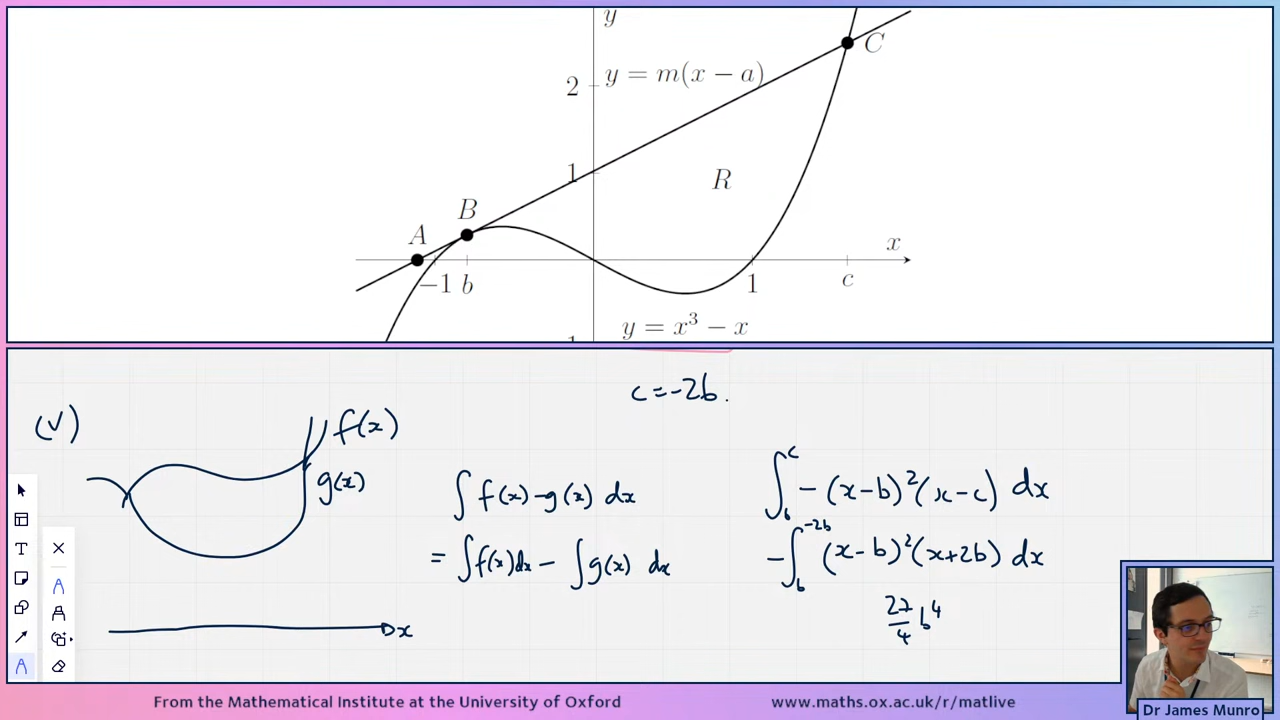 y
2
y = m(x − a)
C
1
R
B
A
x
−1 b
1
c
y = x³ − x
c = -2b.
(v)
f(x)
g(x)
∫ f(x) - g(x) dx
= ∫f(x)dx - ∫g(x) dx
x
∫_b^c -(x-b)²(x-c) dx
-∫_b^{-2b} (x-b)²(x+2b) dx
27/4 b⁴
T
Dr James Munro
From the Mathematical Institute at the University of Oxford
www.maths.ox.ac.uk/r/matlive